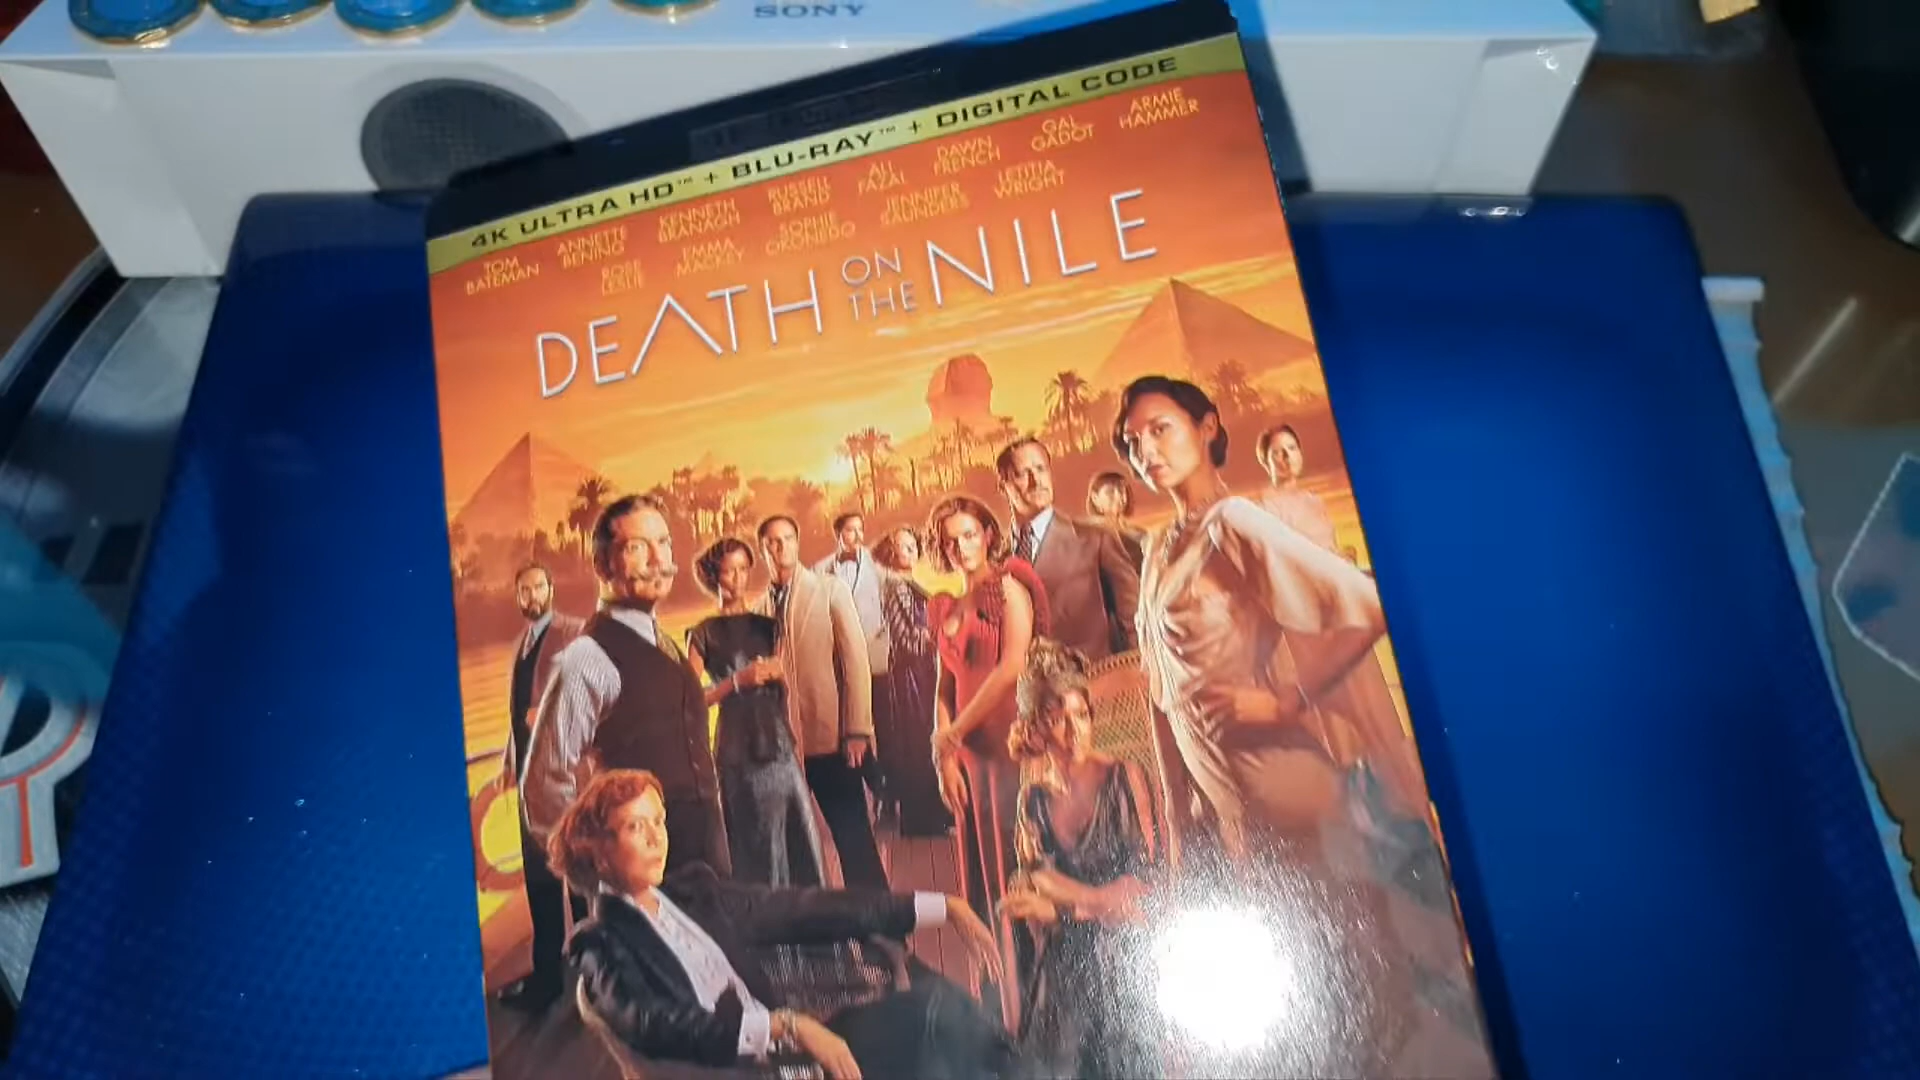 SONY
4K ULTRA HD™ + BLU-RAY™ + DIGITAL CODE
TOM BATEMAN
ANNETTE BENING
KENNETH BRANAGH
RUSSELL BRAND
ALI FAZAL
DAWN FRENCH
GAL GADOT
ARMIE HAMMER
ROSE LESLIE
EMMA MACKEY
SOPHIE OKONEDO
JENNIFER SAUNDERS
LETITIA WRIGHT
DEATH ON THE NILE